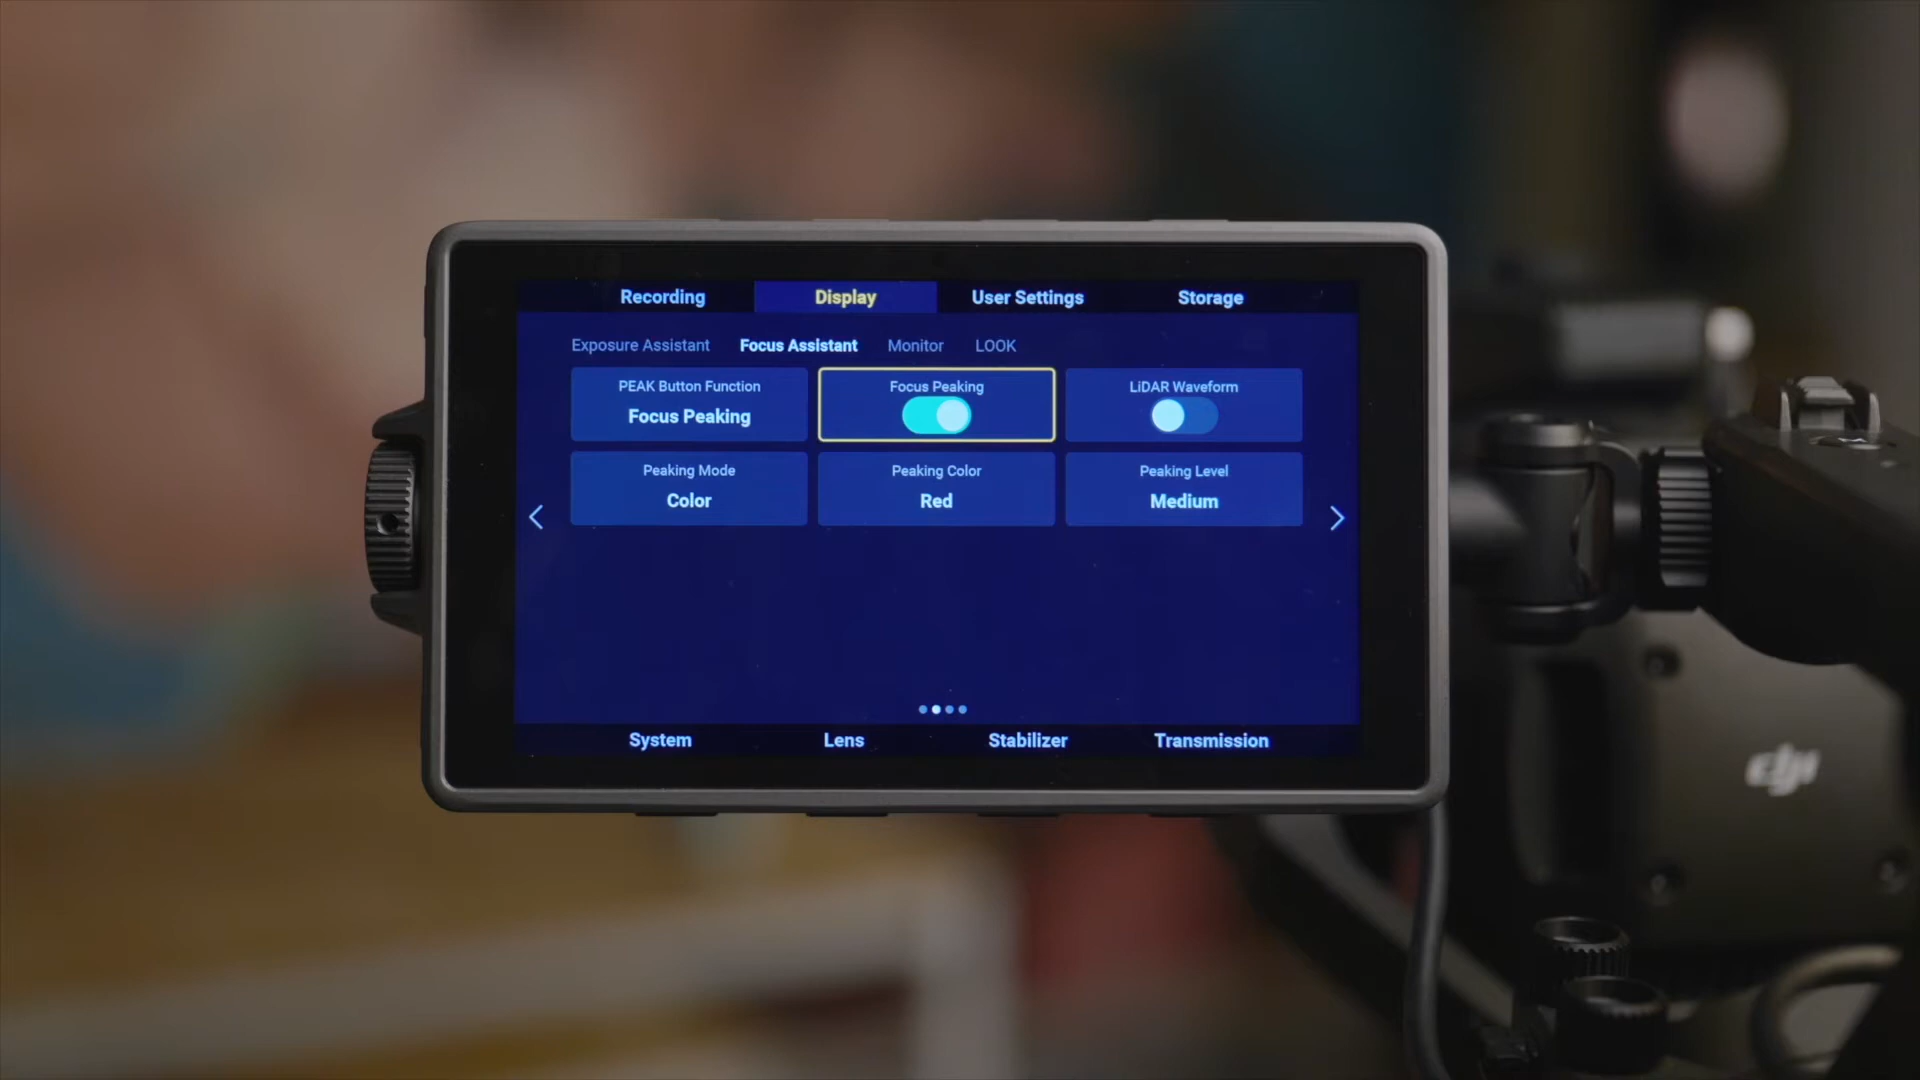 Recording Display User Settings Storage
Exposure Assistant Focus Assistant Monitor LOOK
PEAK Button Function Focus Peaking LiDAR Waveform
Focus Peaking
Peaking Mode Peaking Color Peaking Level
Color Red Medium
System Lens Stabilizer Transmission
dji